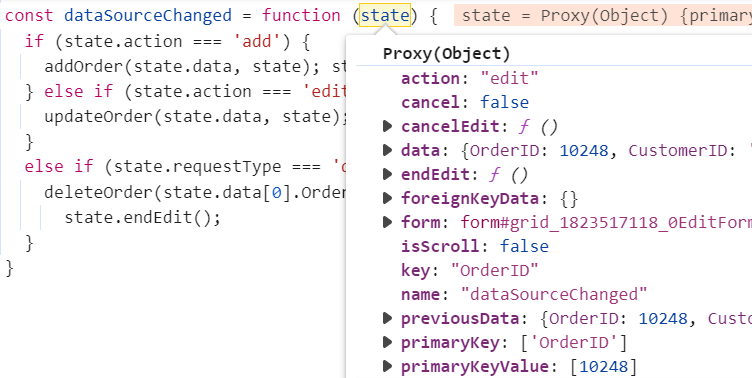 const dataSourceChanged = function (state) { state = Proxy(Object) {primary
if (state.action === 'add') {
addOrder(state.data, state); st
} else if (state.action === 'edit
updateOrder(state.data, state);
}
else if (state.requestType === 'd
deleteOrder(state.data[0].Order
state.endEdit();
}
}
Proxy(Object)
action: "edit"
cancel: false
cancelEdit: ƒ ()
data: {OrderID: 10248, CustomerID: '
endEdit: ƒ ()
foreignKeyData: {}
form: form#grid_1823517118_0EditForm
isScroll: false
key: "OrderID"
name: "dataSourceChanged"
previousData: {OrderID: 10248, Cust
primaryKey: ['OrderID']
primaryKeyValue: [10248]